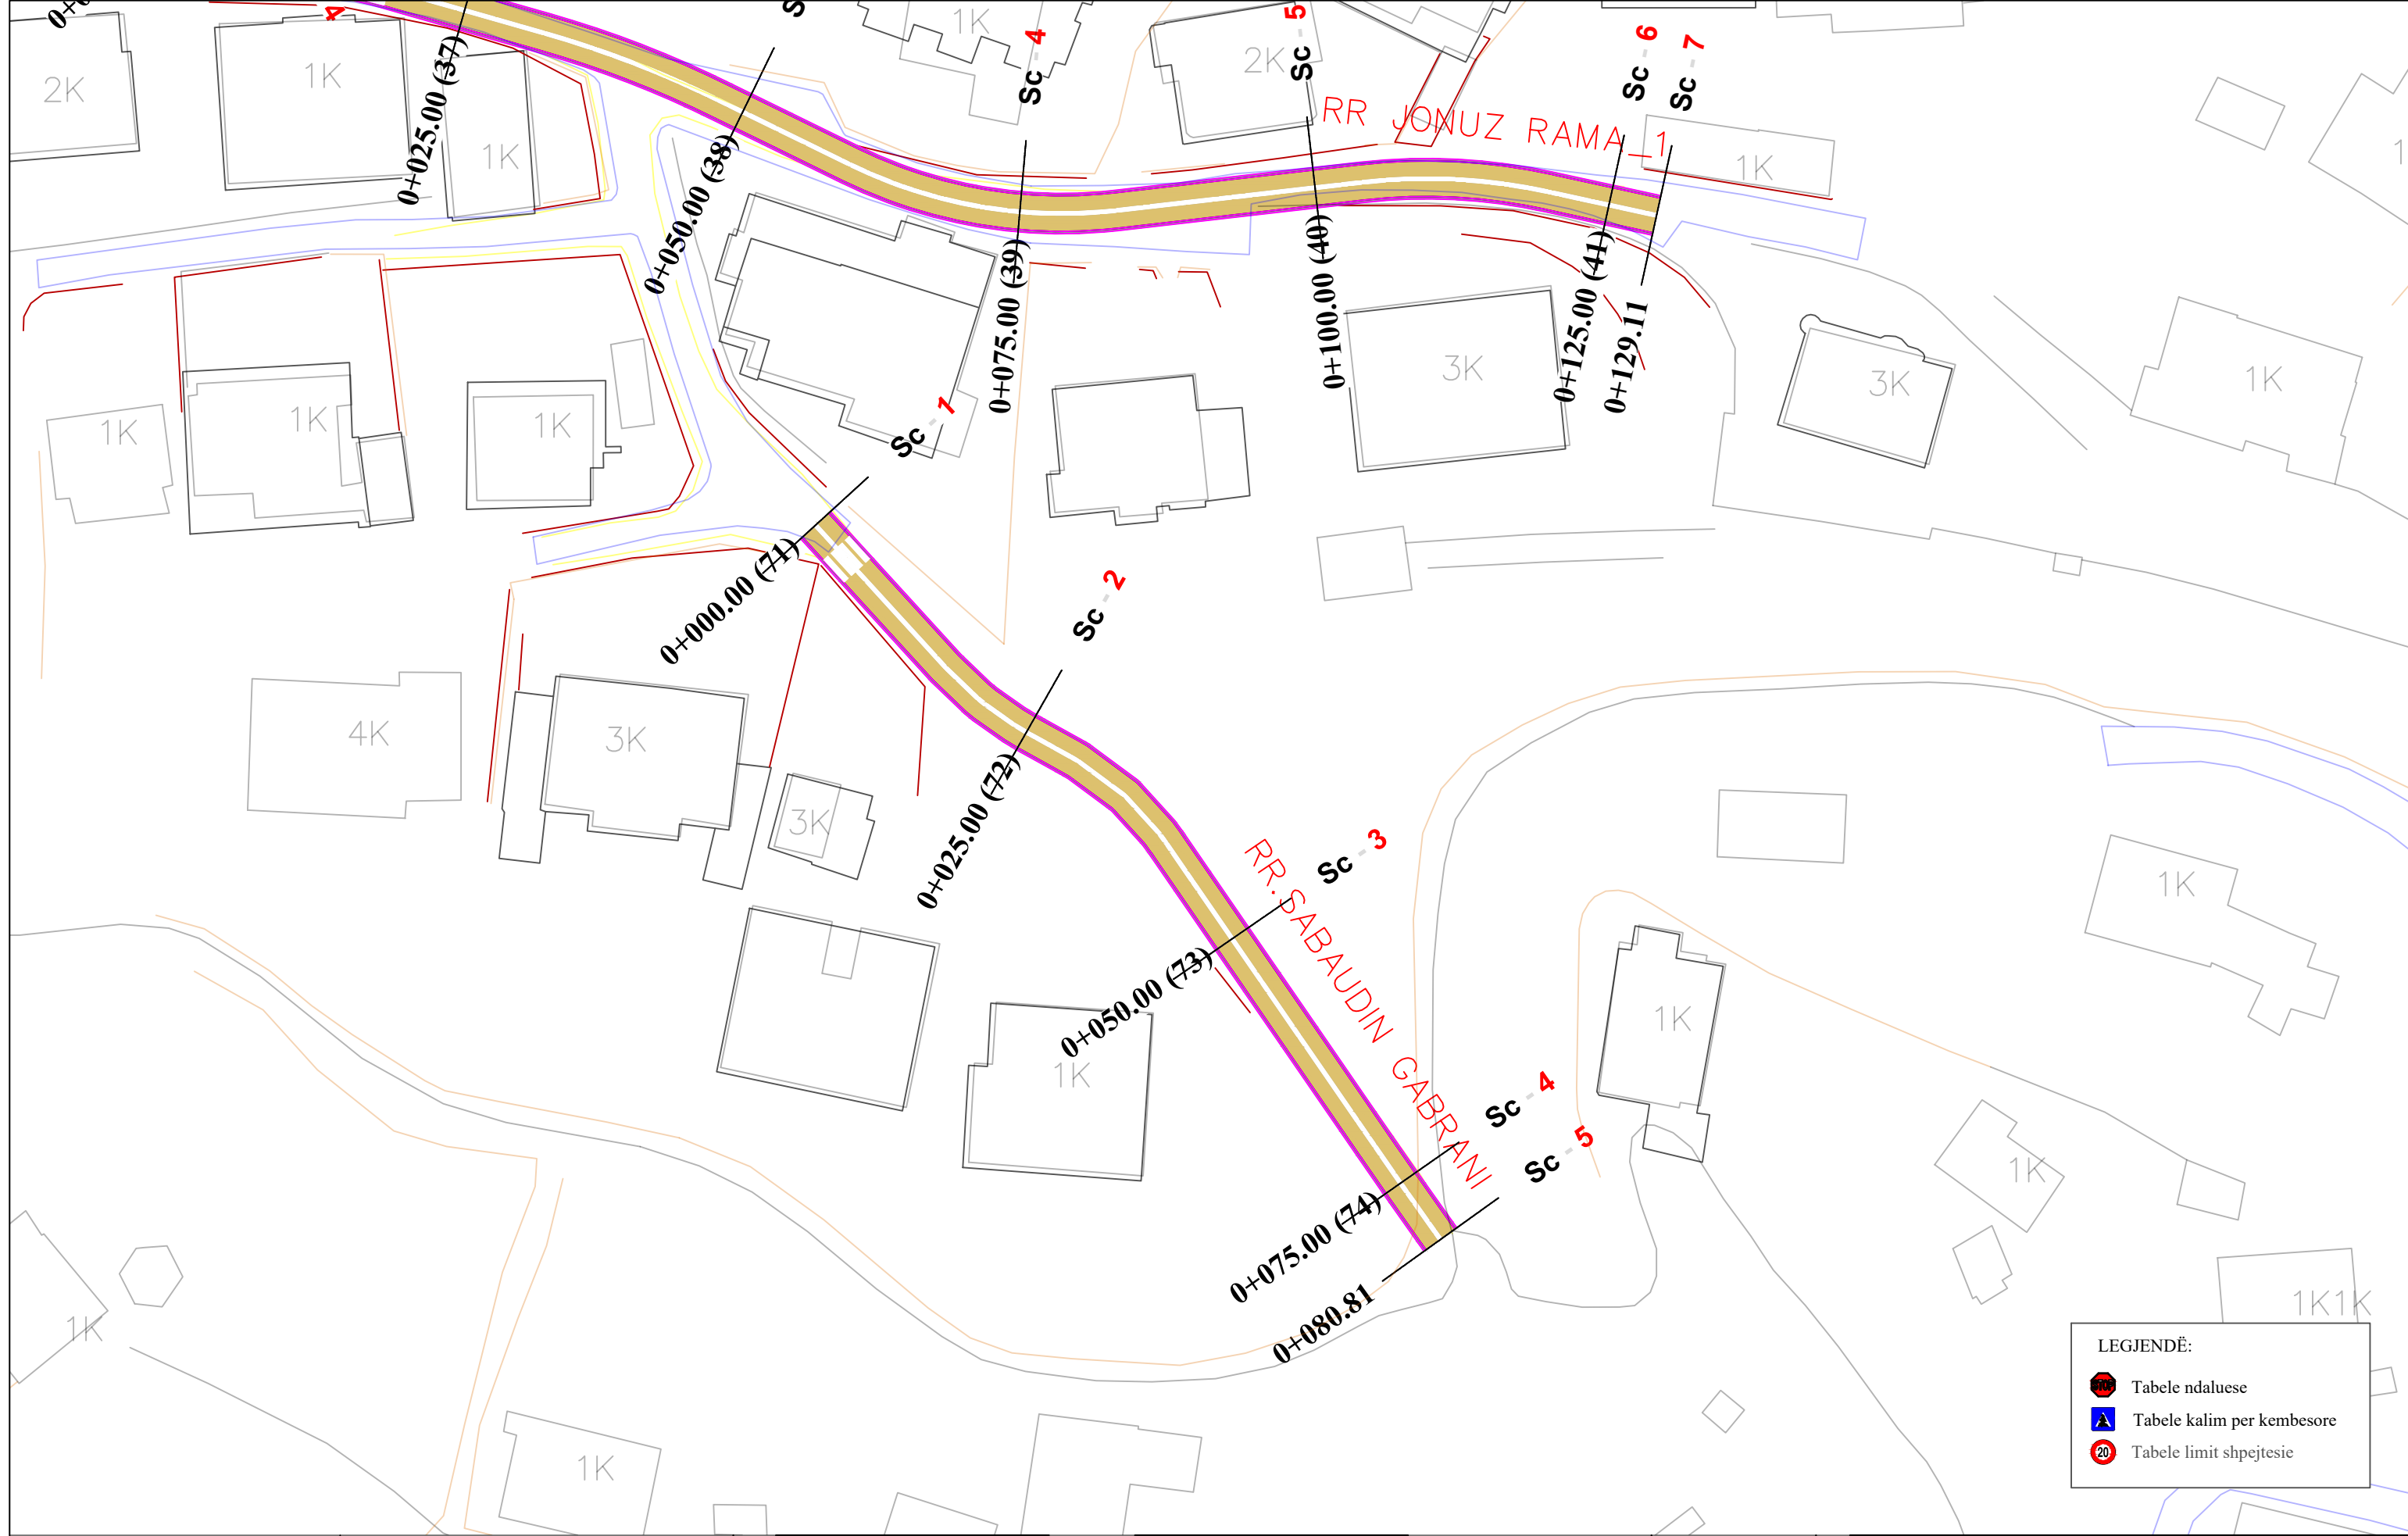 4
Sc
Sc - 4
Sc - 5
Sc - 6
Sc - 7
1K
2K
2K
1K
1K
1K
RR JONUZ RAMA_1
0+025.00 (37)
0+050.00 (38)
0+075.00 (39)
0+100.00 (40)
0+125.00 (41)
0+129.11
1K
1K
1K
3K
3K
1K
Sc - 1
0+000.00 (71)
Sc - 2
0+025.00 (72)
4K
3K
3K
Sc - 3
0+050.00 (73)
RR.SABAUDIN GABRANI
1K
1K
1K
1K
Sc - 4
Sc - 5
0+075.00 (74)
0+080.81
1K
1K1K
1K
LEGJENDË:
STOP
Tabele ndaluese
Tabele kalim per kembesore
20
Tabele limit shpejtesie